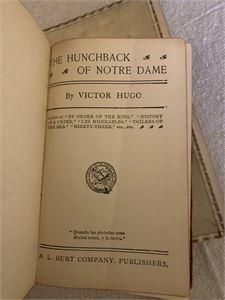 THE HUNCHBACK
OF NOTRE DAME
By VICTOR HUGO
Author of "BY ORDER OF THE KING," "HISTORY
OF A CRIME," "LES MISERABLES," "TOILERS OF
THE SEA," "NINETY-THREE," etc., etc.
"Quando las pintadas aves
Mudas estan, y la tierra."
A. L. BURT COMPANY, PUBLISHERS.